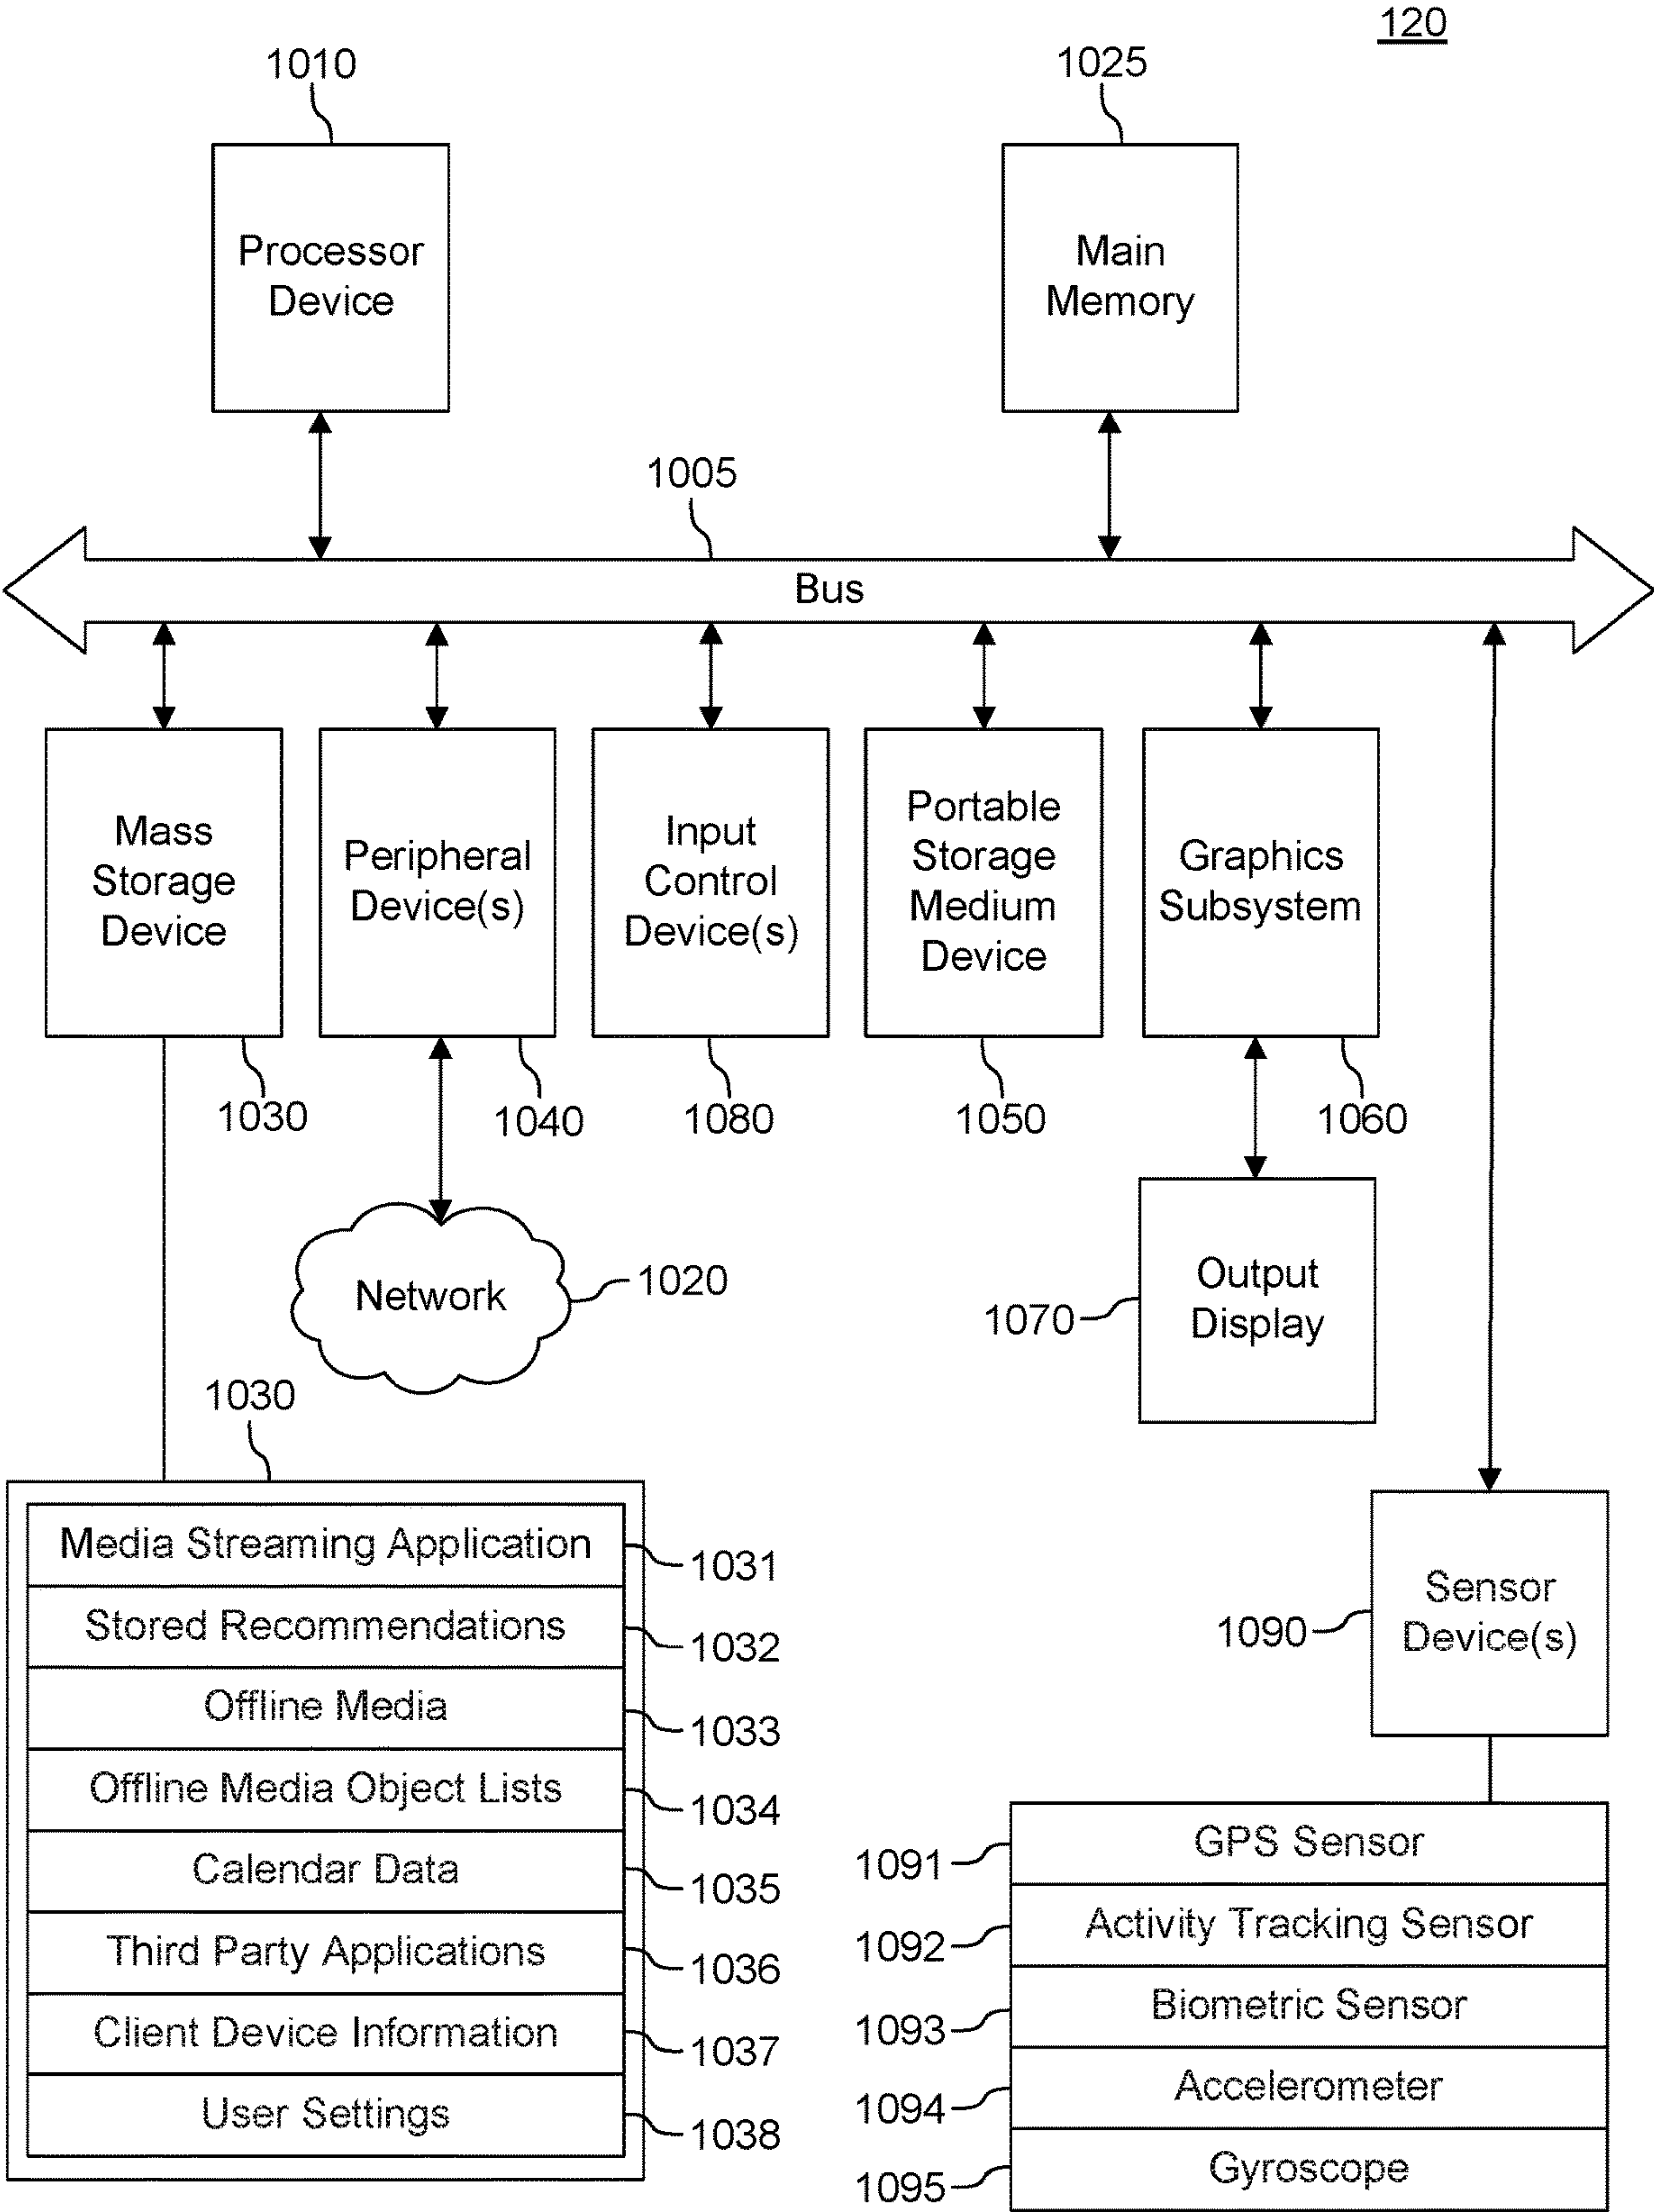 120
1010
1025
Processor
Device
Main
Memory
1005
Bus
Mass
Storage
Device
Peripheral
Device(s)
Input
Control
Device(s)
Portable
Storage
Medium
Device
Graphics
Subsystem
1030
1040
1080
1050
1060
Network
1020
Output
Display
1070
1030
Media Streaming Application
1031
Stored Recommendations
1032
Offline Media
1033
Offline Media Object Lists
1034
Calendar Data
1035
Third Party Applications
1036
Client Device Information
1037
User Settings
1038
Sensor
Device(s)
1090
GPS Sensor
1091
Activity Tracking Sensor
1092
Biometric Sensor
1093
Accelerometer
1094
Gyroscope
1095